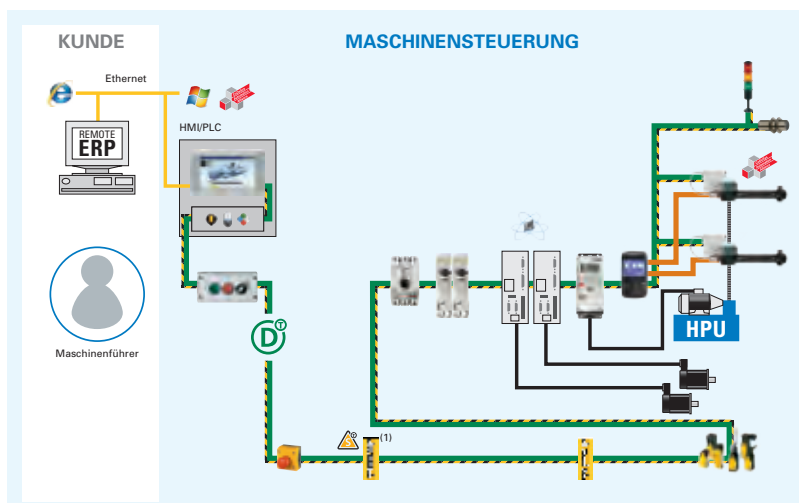 KUNDE
MASCHINENSTEUERUNG
Ethernet
HMI/PLC
REMOTE
ERP
Maschinenführer
D T
HPU
(1)